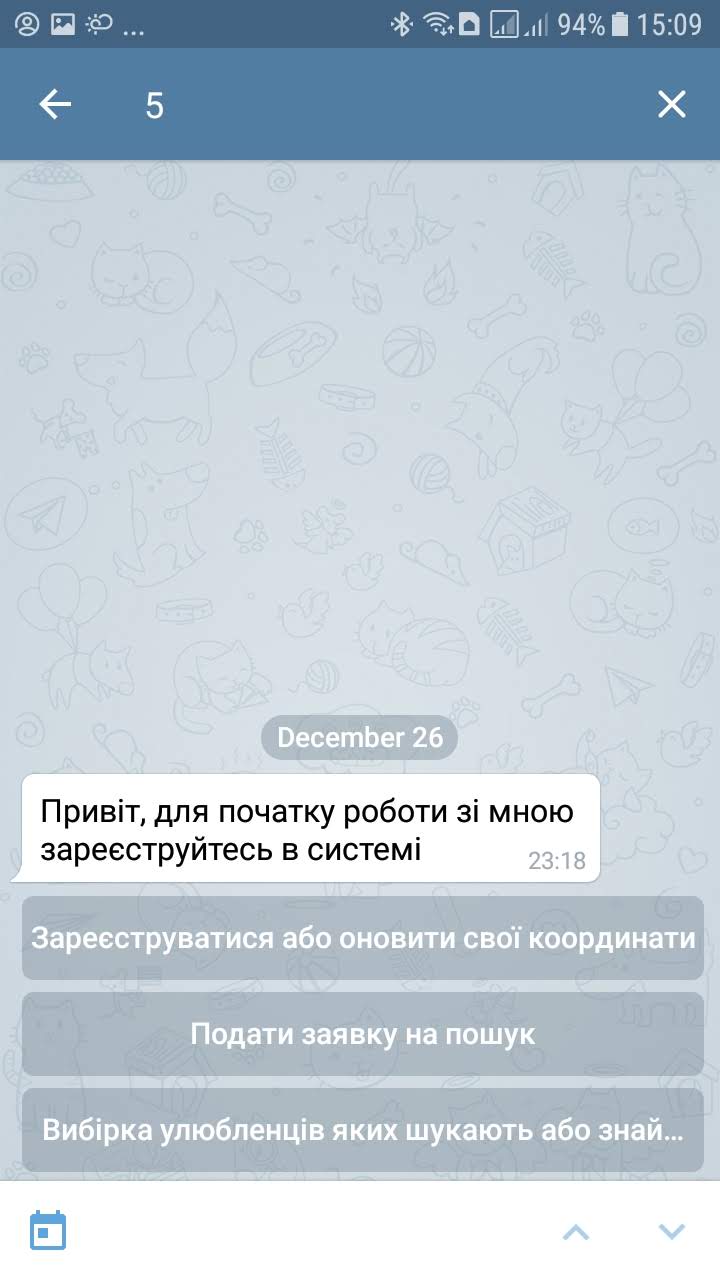 ... 94% 15:09
5
December 26
Привіт, для початку роботи зі мною
зареєструйтесь в системі
23:18
Зареєструватися або оновити свої координати
Подати заявку на пошук
Вибірка улюбленців яких шукають або знай...